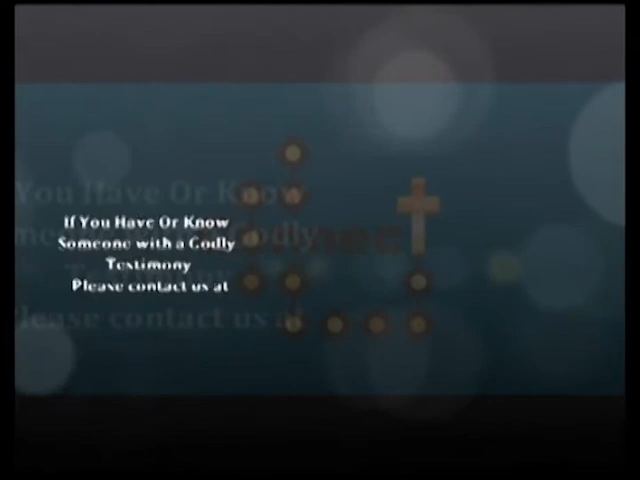 If You Have Or Know
Someone with a Godly
Testimony
Please contact us at